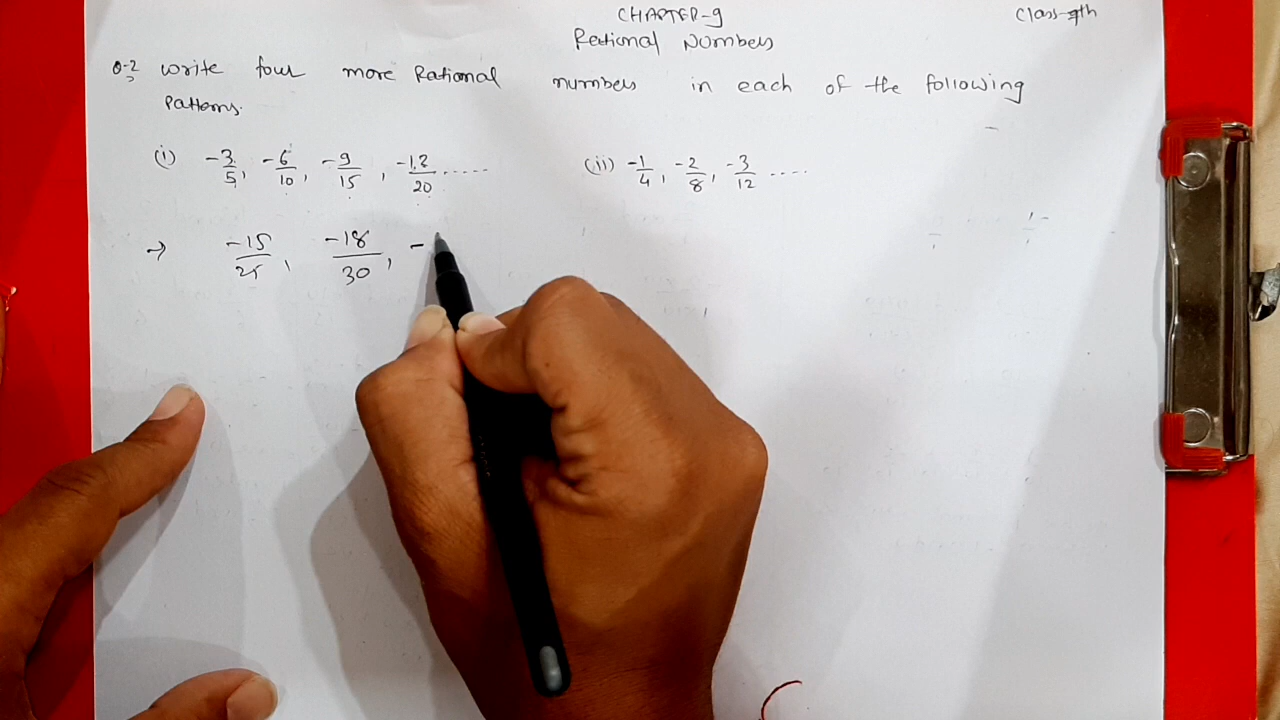 CHAPTER-9 Class-7th
Rational Numbers
Q-2 Write four more Rational numbers in each of the following
Patterns.
(i) -3/5, -6/10, -9/15, -12/20 ...... (ii) -1/4, -2/8, -3/12 ....
→ -15/25, -18/30, -